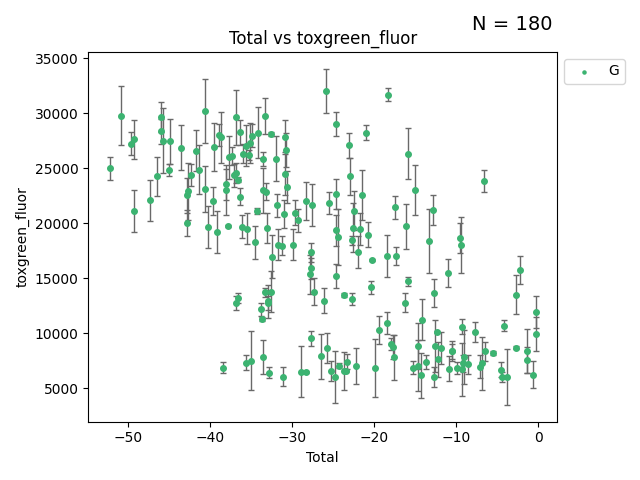 N = 180
Total vs toxgreen_fluor
G
35000
30000
25000
20000
15000
10000
5000
toxgreen_fluor
−50 −40 −30 −20 −10 0
Total